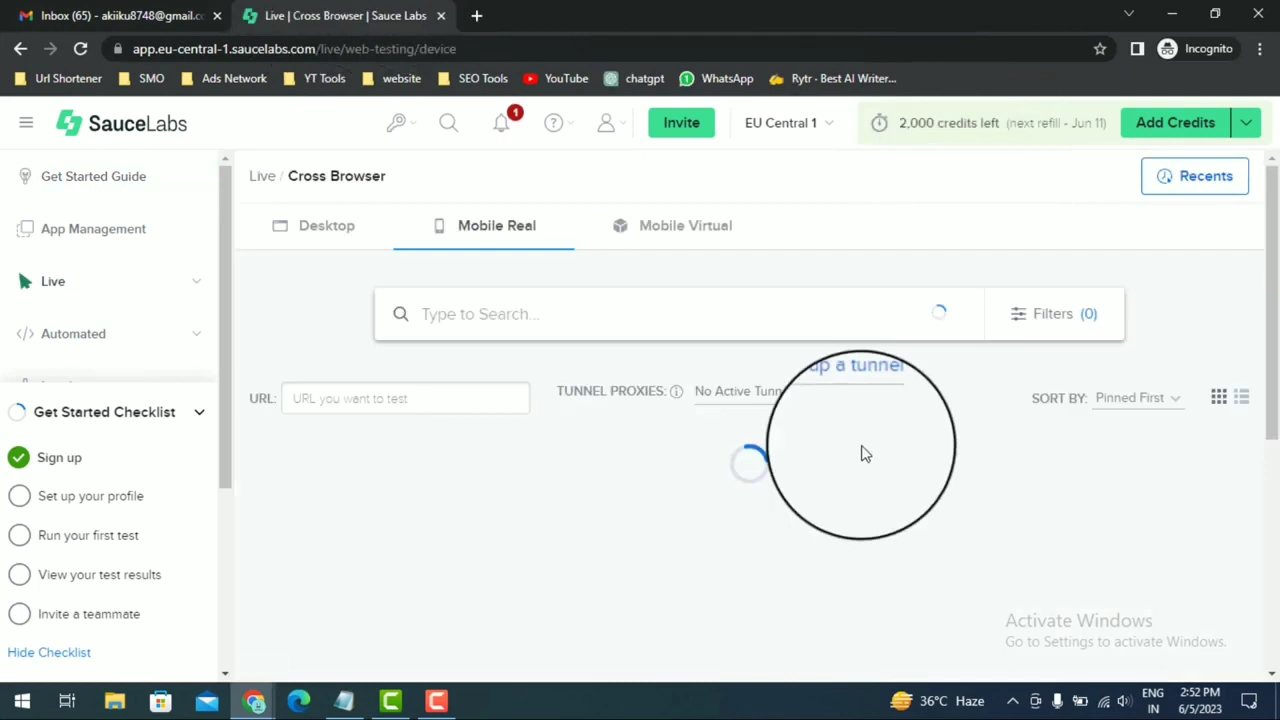 Inbox (65) - akiiku8748@gmail.c
Live | Cross Browser | Sauce Labs
app.eu-central-1.saucelabs.com/live/web-testing/device
Incognito
Url Shortener
SMO
Ads Network
YT Tools
website
SEO Tools
YouTube
chatgpt
WhatsApp
Rytr - Best AI Writer...
SAUCELABS
1
Invite
EU Central 1
2,000 credits left (next refill - Jun 11)
Add Credits
Get Started Guide
App Management
Live
Automated
Live / Cross Browser
Recents
Desktop
Mobile Real
Mobile Virtual
Type to Search...
Filters (0)
URL:
URL you want to test
TUNNEL PROXIES:
No Active Tunn
up a tunnel
SORT BY:
Pinned First
Get Started Checklist
Sign up
Set up your profile
Run your first test
View your test results
Invite a teammate
Hide Checklist
Activate Windows
Go to Settings to activate Windows.
36°C Haze
ENG
IN
2:52 PM
6/5/2023